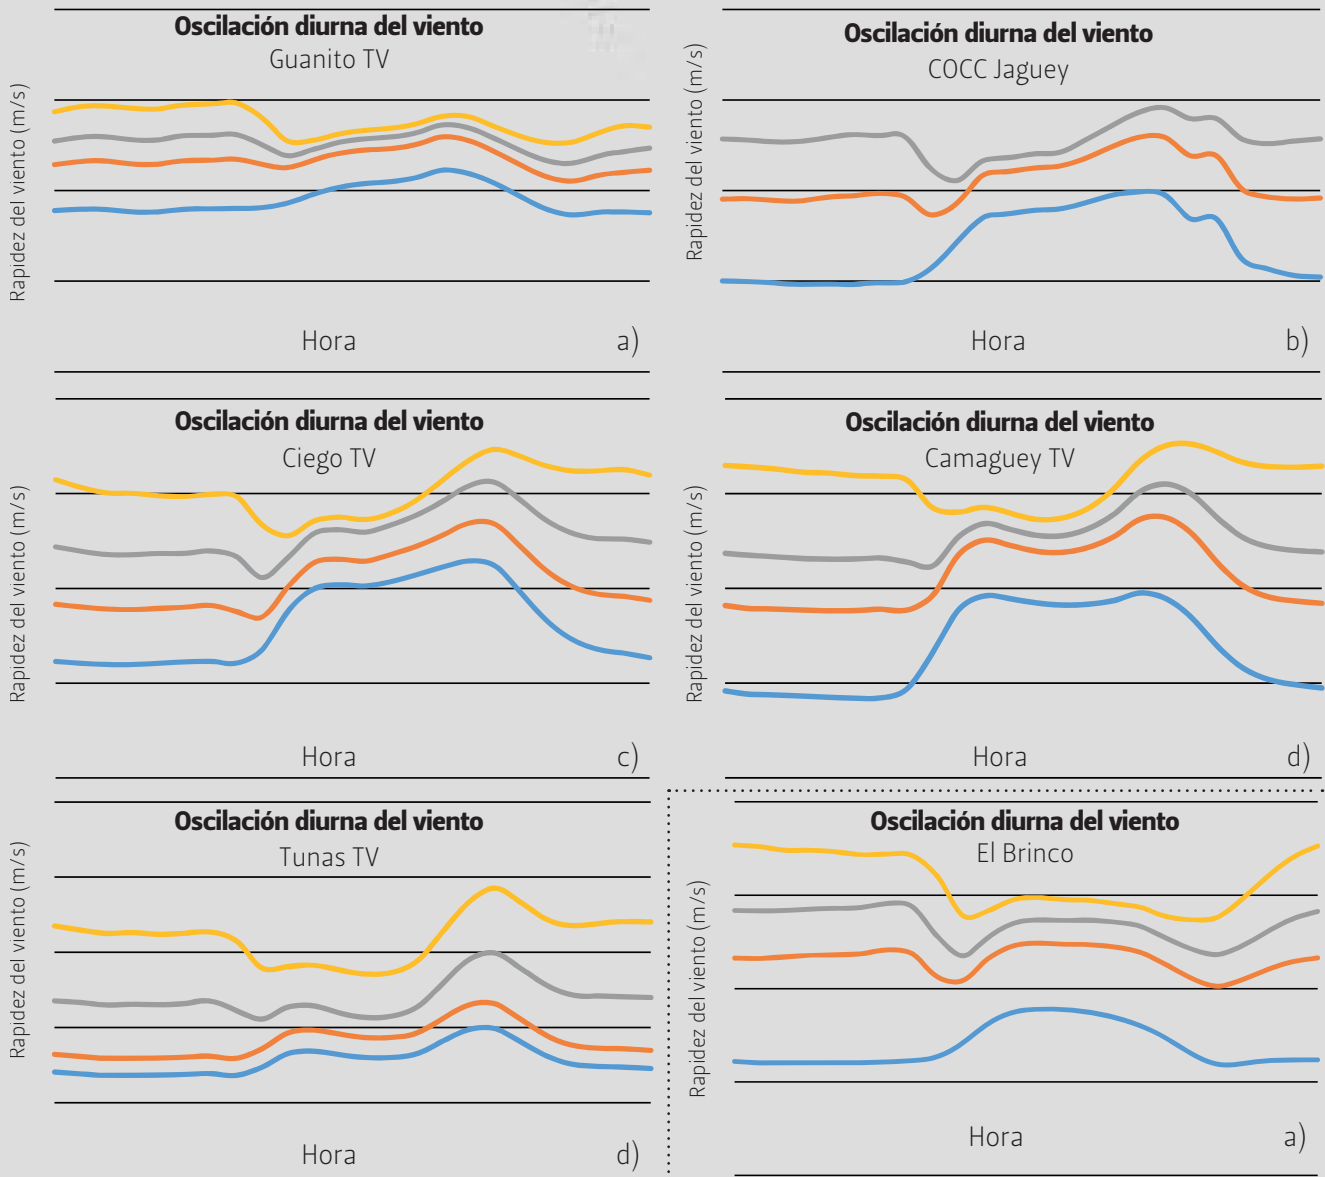 Oscilación diurna del viento
Guanito TV
Rapidez del viento (m/s)
Hora
a)
Oscilación diurna del viento
COCC Jaguey
Rapidez del viento (m/s)
Hora
b)
Oscilación diurna del viento
Ciego TV
Rapidez del viento (m/s)
Hora
c)
Oscilación diurna del viento
Camaguey TV
Rapidez del viento (m/s)
Hora
d)
Oscilación diurna del viento
Tunas TV
Rapidez del viento (m/s)
Hora
d)
Oscilación diurna del viento
El Brinco
Rapidez del viento (m/s)
Hora
a)